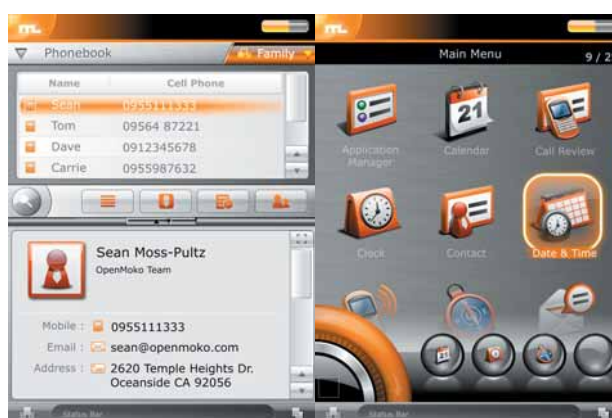 Phonebook
Family
Name Cell Phone
Sean 0955111333
Tom 09564 87221
Dave 0912345678
Carrie 0955987632
Sean Moss-Pultz
OpenMoko Team
Mobile : 0955111333
Email : sean@openmoko.com
Address : 2620 Temple Heights Dr.
Oceanside CA 92056
Status Bar
Main Menu 9 / 2
21
Application
Manager
Calendar
Call Review
Clock
Contact
Date & Time
Status Bar